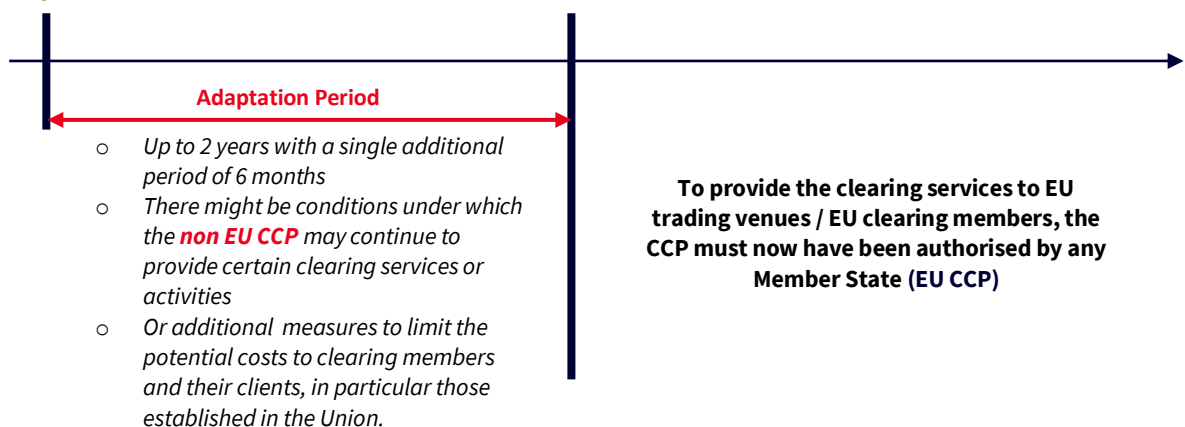 Adaptation Period
o Up to 2 years with a single additional
period of 6 months
o There might be conditions under which
the non EU CCP may continue to
provide certain clearing services or
activities
o Or additional measures to limit the
potential costs to clearing members
and their clients, in particular those
established in the Union.
To provide the clearing services to EU
trading venues / EU clearing members, the
CCP must now have been authorised by any
Member State (EU CCP)